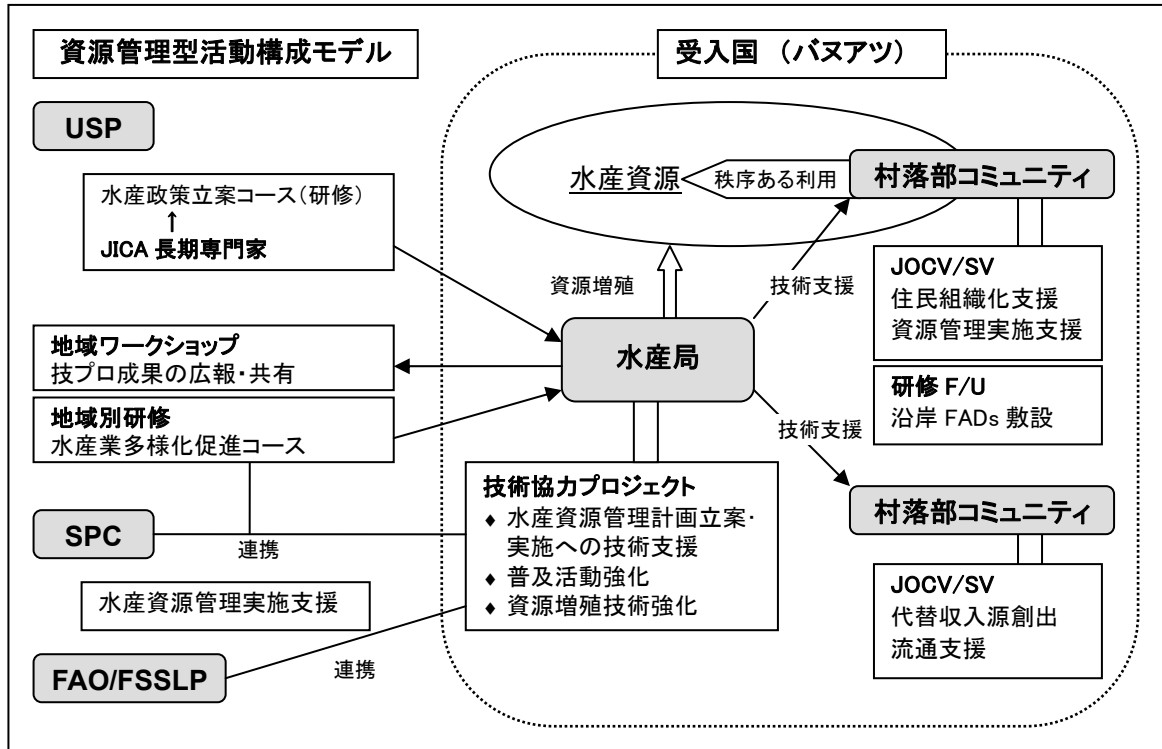 資源管理型活動構成モデル
受入国 （バヌアツ）
USP
水産政策立案コース（研修）
↑
JICA 長期専門家
水産資源
秩序ある利用
村落部コミュニティ
資源増殖
技術支援
JOCV/SV
住民組織化支援
資源管理実施支援
研修 F/U
沿岸 FADs 敷設
地域ワークショップ
技プロ成果の広報・共有
地域別研修
水産業多様化促進コース
水産局
技術支援
技術協力プロジェクト
♦ 水産資源管理計画立案・
実施への技術支援
♦ 普及活動強化
♦ 資源増殖技術強化
村落部コミュニティ
JOCV/SV
代替収入源創出
流通支援
SPC
連携
水産資源管理実施支援
FAO/FSSLP
連携